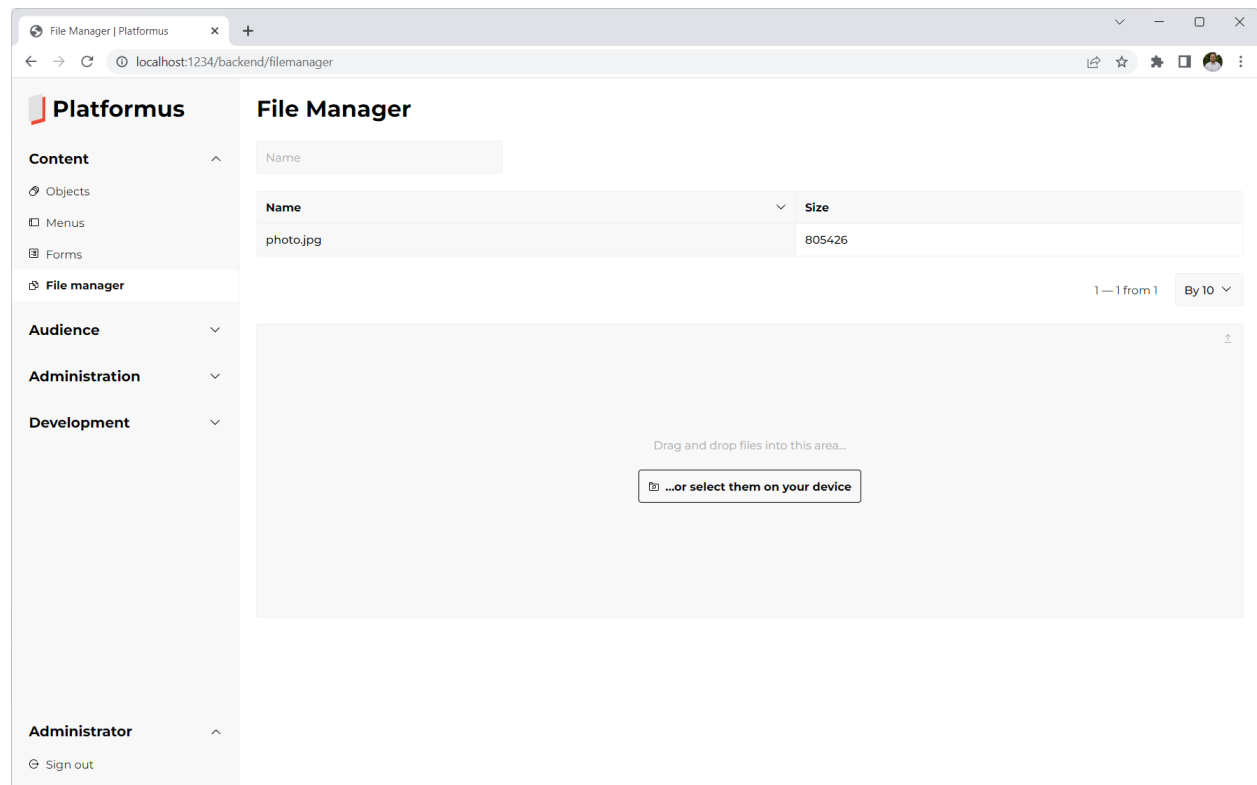 File Manager | Platformus
localhost:1234/backend/filemanager
Platformus
Content
Objects
Menus
Forms
File manager
Audience
Administration
Development
Administrator
Sign out
File Manager
Name
Name Size
photo.jpg 805426
1 — 1 from 1 By 10
Drag and drop files into this area...
...or select them on your device